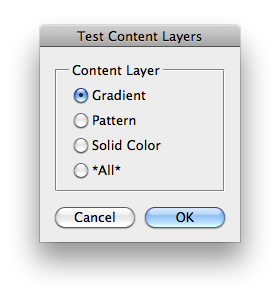 Test Content Layers
Content Layer
Gradient
Pattern
Solid Color
*All*
Cancel
OK